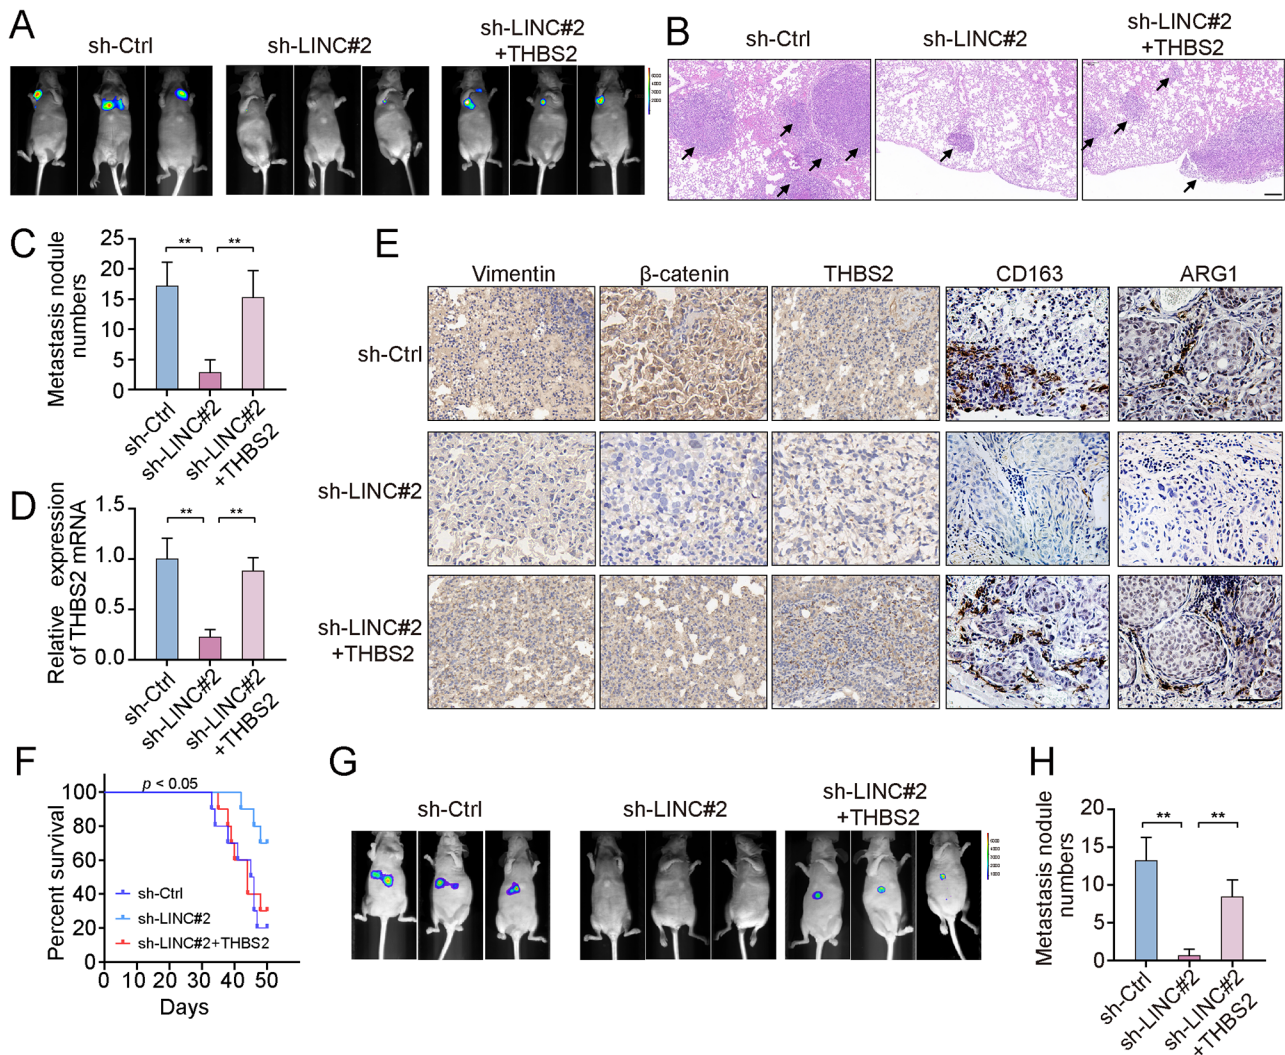 A
sh-Ctrl
sh-LINC#2
sh-LINC#2
+THBS2
B
sh-Ctrl
sh-LINC#2
sh-LINC#2
+THBS2
C
Metastasis nodule
numbers
25
20
15
10
5
0
**
**
sh-Ctrl
sh-LINC#2
sh-LINC#2
+THBS2
D
Relative expression
of THBS2 mRNA
1.5
1.0
0.5
0.0
**
**
sh-Ctrl
sh-LINC#2
sh-LINC#2
+THBS2
E
Vimentin
β-catenin
THBS2
CD163
ARG1
sh-Ctrl
sh-LINC#2
sh-LINC#2
+THBS2
F
p < 0.05
Percent survival
100
80
60
40
20
0
sh-Ctrl
sh-LINC#2
sh-LINC#2+THBS2
0 10 20 30 40 50
Days
G
sh-Ctrl
sh-LINC#2
sh-LINC#2
+THBS2
H
Metastasis nodule
numbers
20
15
10
5
0
**
**
sh-Ctrl
sh-LINC#2
sh-LINC#2
+THBS2